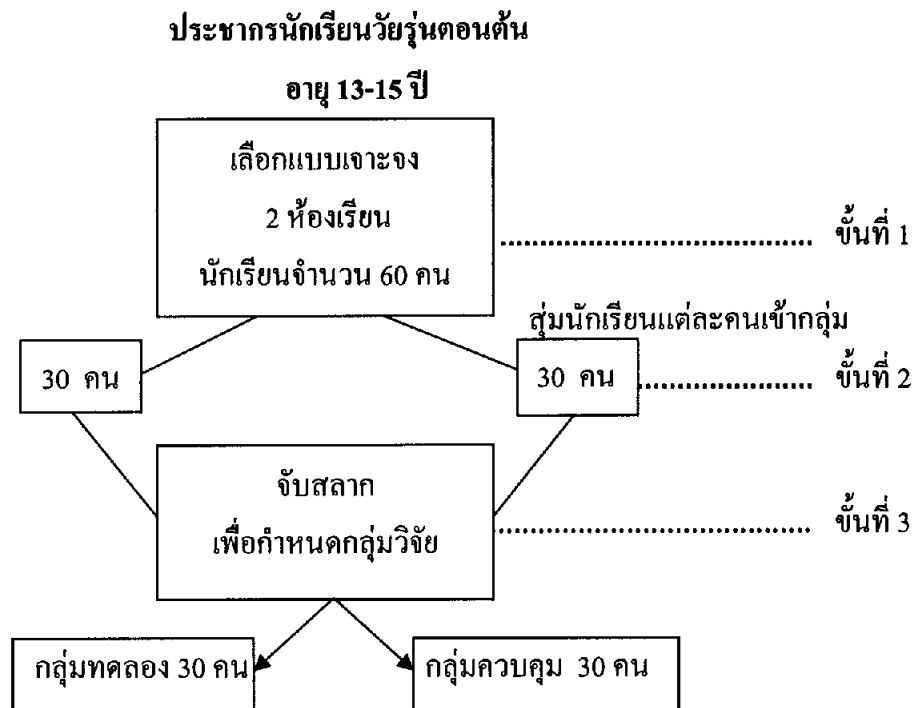 ประชากรนักเรียนวัยรุ่นตอนต้น
อายุ 13-15 ปี
เลือกแบบเจาะจง
2 ห้องเรียน
นักเรียนจำนวน 60 คน
.................................... ขั้นที่ 1
สุ่มนักเรียนแต่ละคนเข้ากลุ่ม
30 คน
30 คน
.................... ขั้นที่ 2
จับสลาก
เพื่อกำหนดกลุ่มวิจัย
.................................... ขั้นที่ 3
กลุ่มทดลอง 30 คน
กลุ่มควบคุม 30 คน